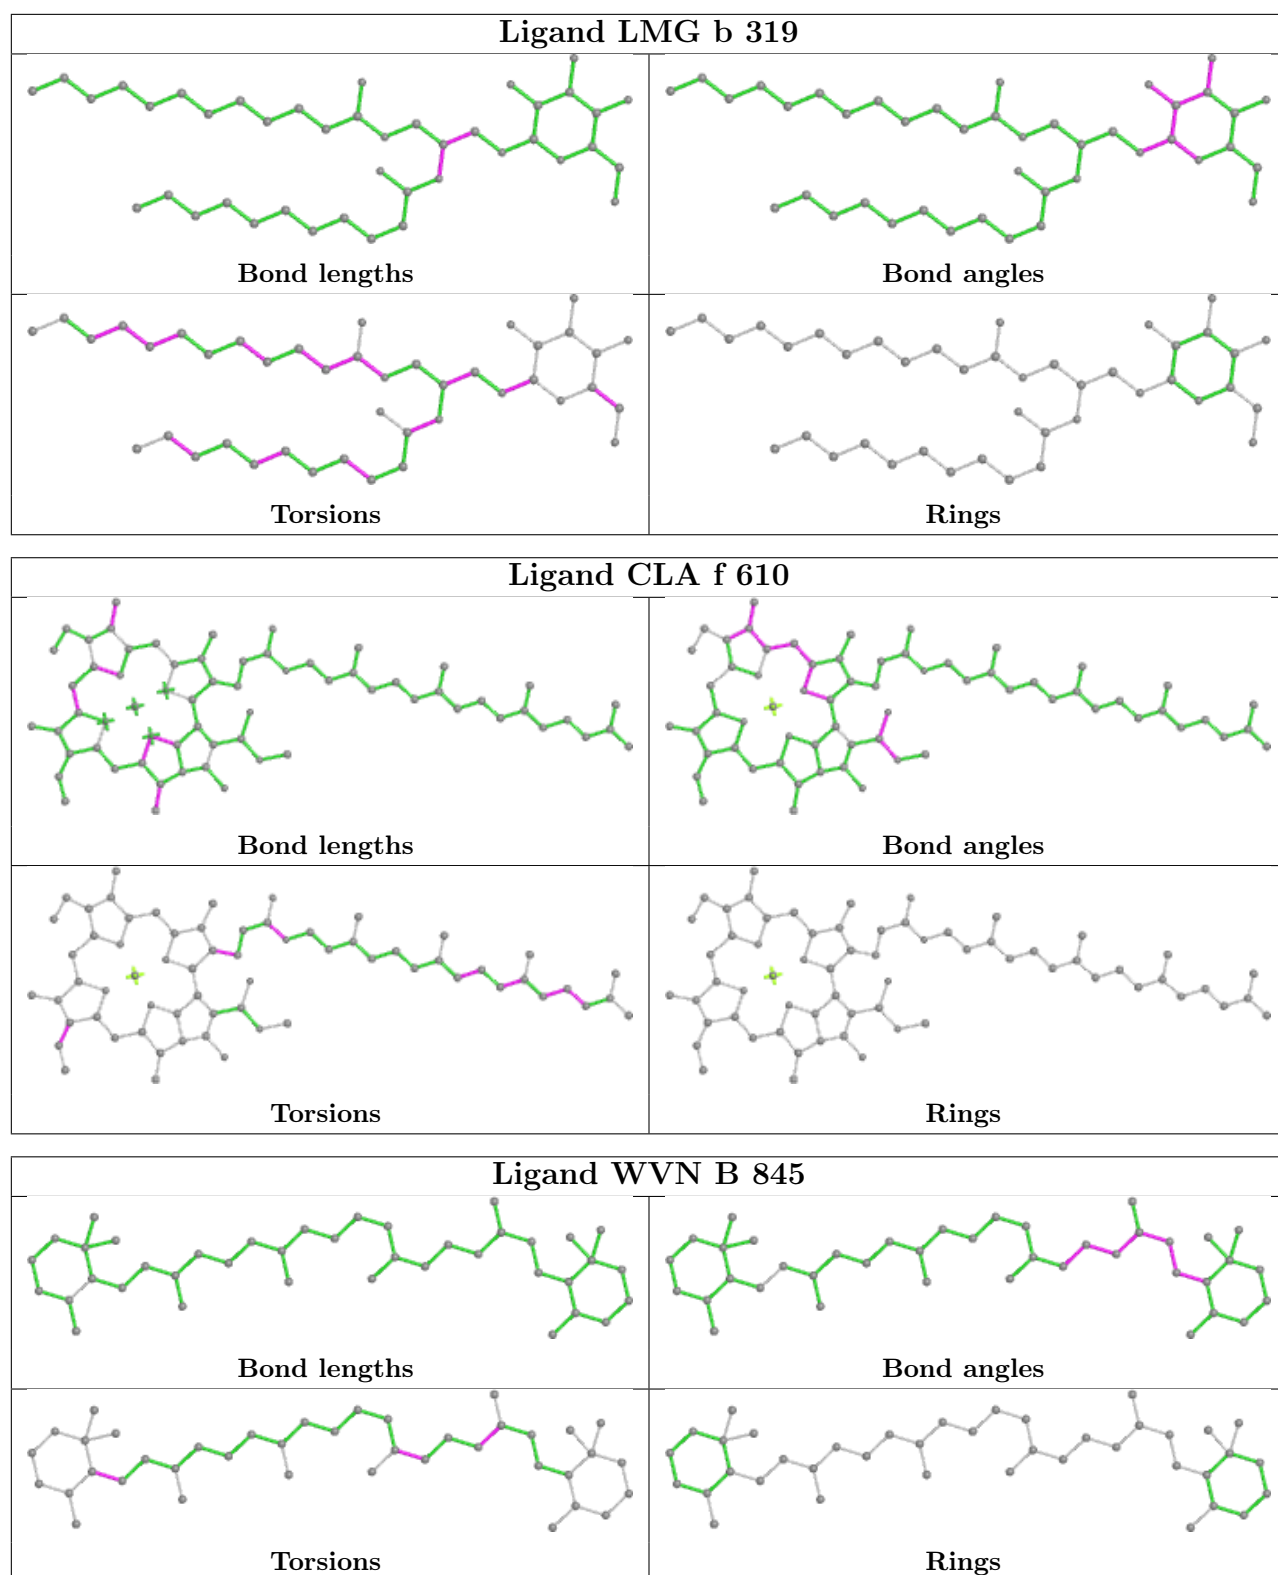 Ligand LMG b 319
Bond lengths
Bond angles
Torsions
Rings
Ligand CLA f 610
Bond lengths
Bond angles
Torsions
Rings
Ligand WVN B 845
Bond lengths
Bond angles
Torsions
Rings